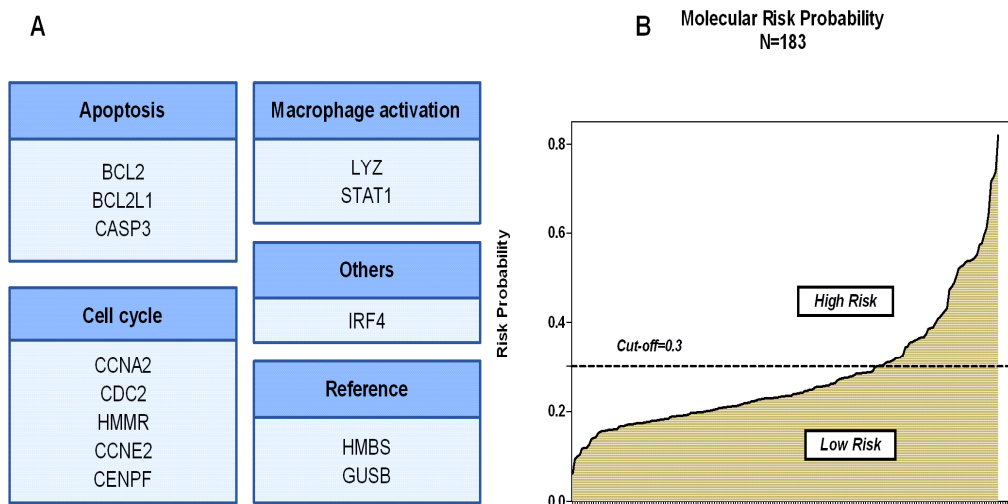 A
Apoptosis
BCL2
BCL2L1
CASP3
Cell cycle
CCNA2
CDC2
HMMR
CCNE2
CENPF
Macrophage activation
LYZ
STAT1
Others
IRF4
Reference
HMBS
GUSB
B
Molecular Risk Probability
N=183
Risk Probability
0.8
0.6
0.4
0.2
0.0
High Risk
Cut-off=0.3
Low Risk